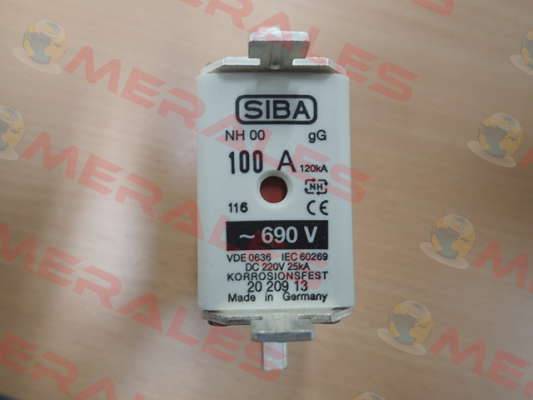 SIBA
NH 00 gG
100 A 120kA
NH
116 CE
~ 690 V
VDE 0636 IEC 60269
DC 220V 25kA
KORROSIONSFEST
20 209 13
Made in Germany
MERALES
MERALES
MERALES
MERALES